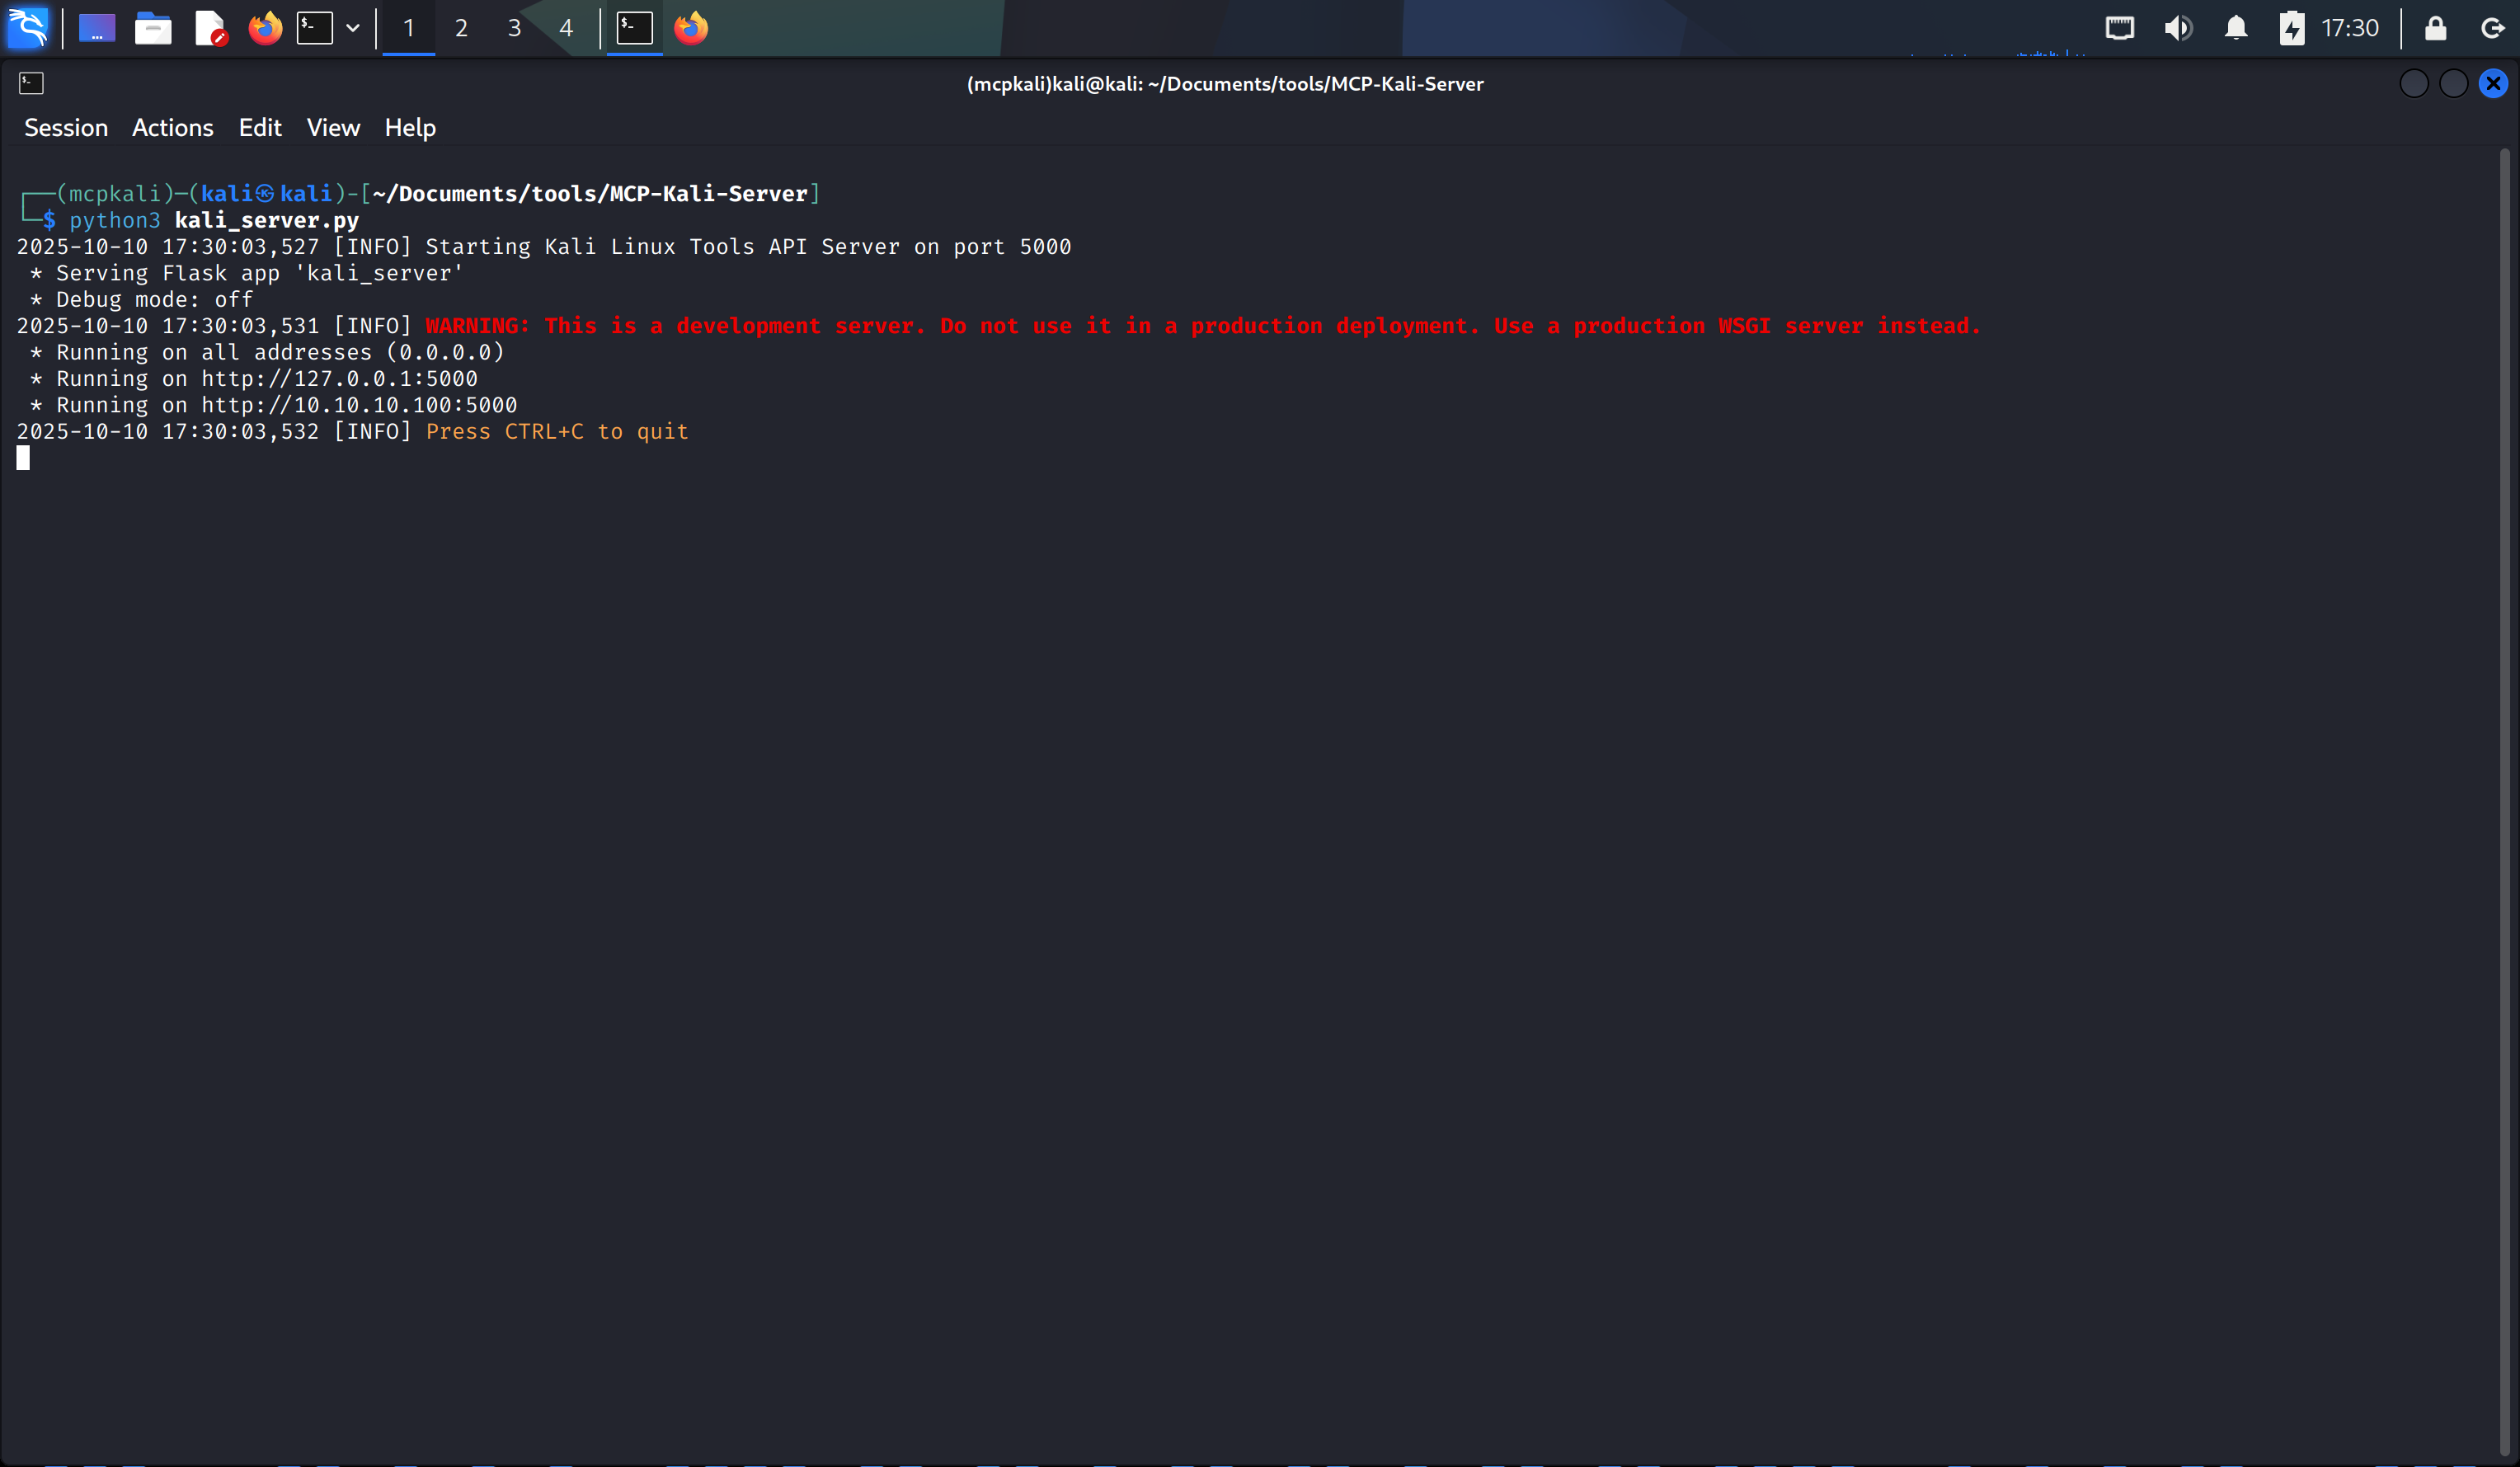 1 2 3 4 17:30
(mcpkali)kali@kali: ~/Documents/tools/MCP-Kali-Server
Session Actions Edit View Help
┌──(mcpkali)─(kali㉿kali)-[~/Documents/tools/MCP-Kali-Server]
└─$ python3 kali_server.py
2025-10-10 17:30:03,527 [INFO] Starting Kali Linux Tools API Server on port 5000
 * Serving Flask app 'kali_server'
 * Debug mode: off
2025-10-10 17:30:03,531 [INFO] WARNING: This is a development server. Do not use it in a production deployment. Use a production WSGI server instead.
 * Running on all addresses (0.0.0.0)
 * Running on http://127.0.0.1:5000
 * Running on http://10.10.10.100:5000
2025-10-10 17:30:03,532 [INFO] Press CTRL+C to quit